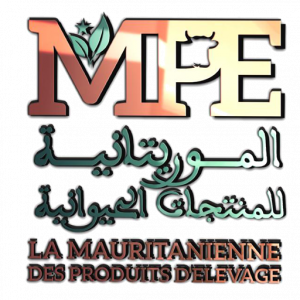 MPE
الموريتانية
للمنتجات الحيوانية
LA MAURITANIENNE
DES PRODUITS D'ELEVAGE